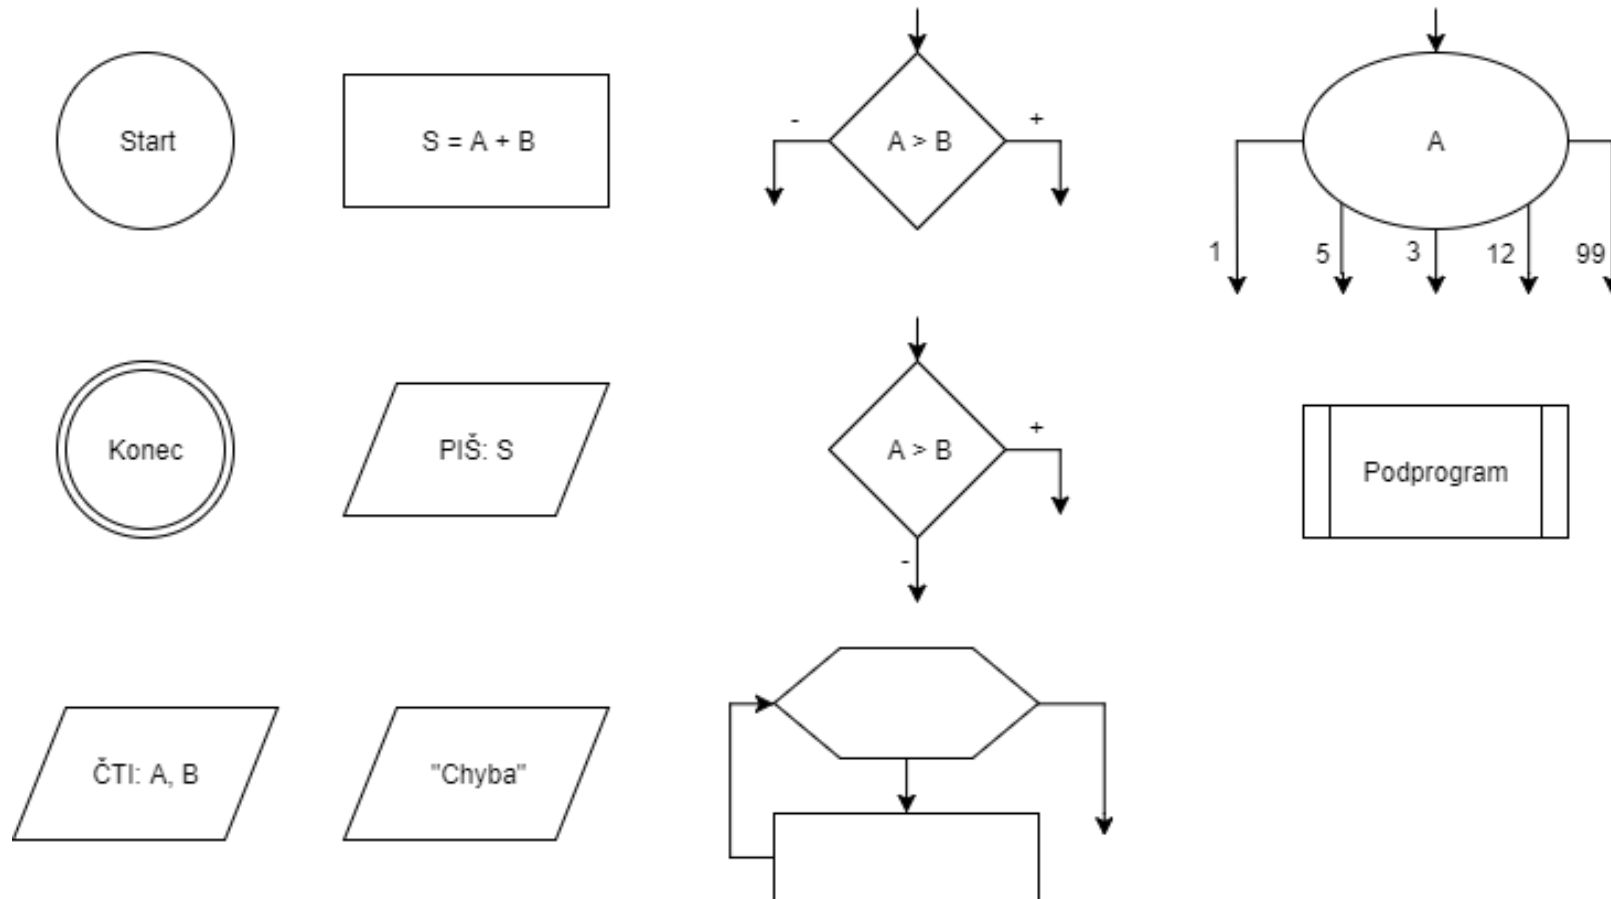 Start
S = A + B
-
A > B
+
A
1
5
3
12
99
Konec
PIŠ: S
A > B
+
-
Podprogram
ČTI: A, B
"Chyba"